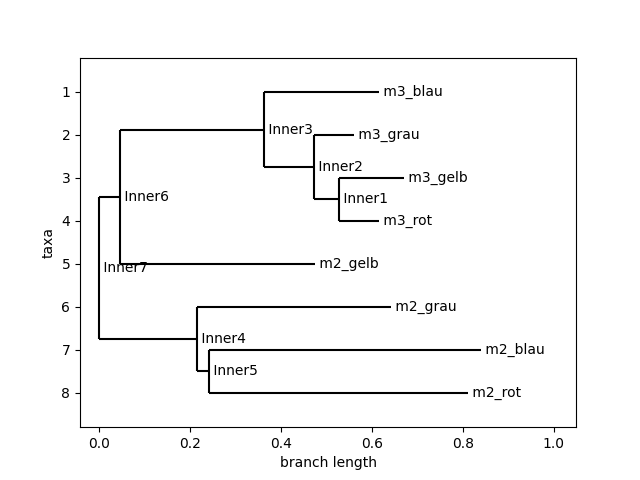 1
m3_blau
Inner3
2
m3_grau
Inner2
3
m3_gelb
Inner6
Inner1
4
m3_rot
taxa
5
m2_gelb
Inner7
6
m2_grau
Inner4
7
m2_blau
Inner5
8
m2_rot
0.0 0.2 0.4 0.6 0.8 1.0
branch length